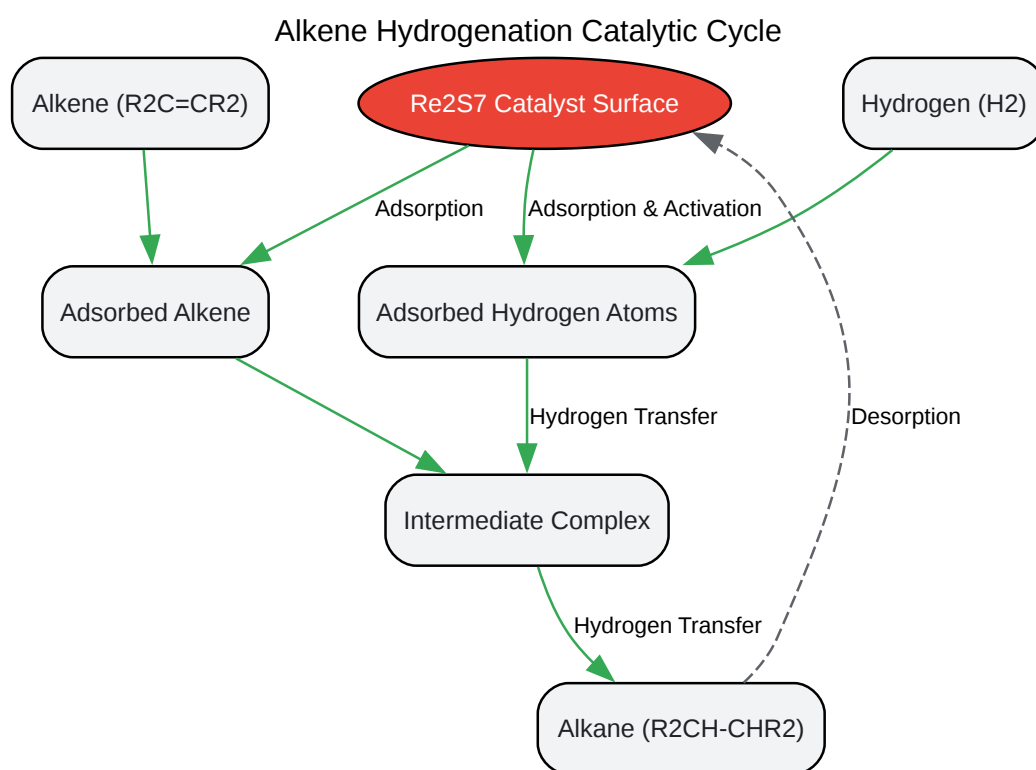 Alkene Hydrogenation Catalytic Cycle
Alkene (R2C=CR2)
Re2S7 Catalyst Surface
Hydrogen (H2)
Adsorption
Adsorption & Activation
Adsorbed Alkene
Adsorbed Hydrogen Atoms
Hydrogen Transfer
Desorption
Intermediate Complex
Hydrogen Transfer
Alkane (R2CH-CHR2)